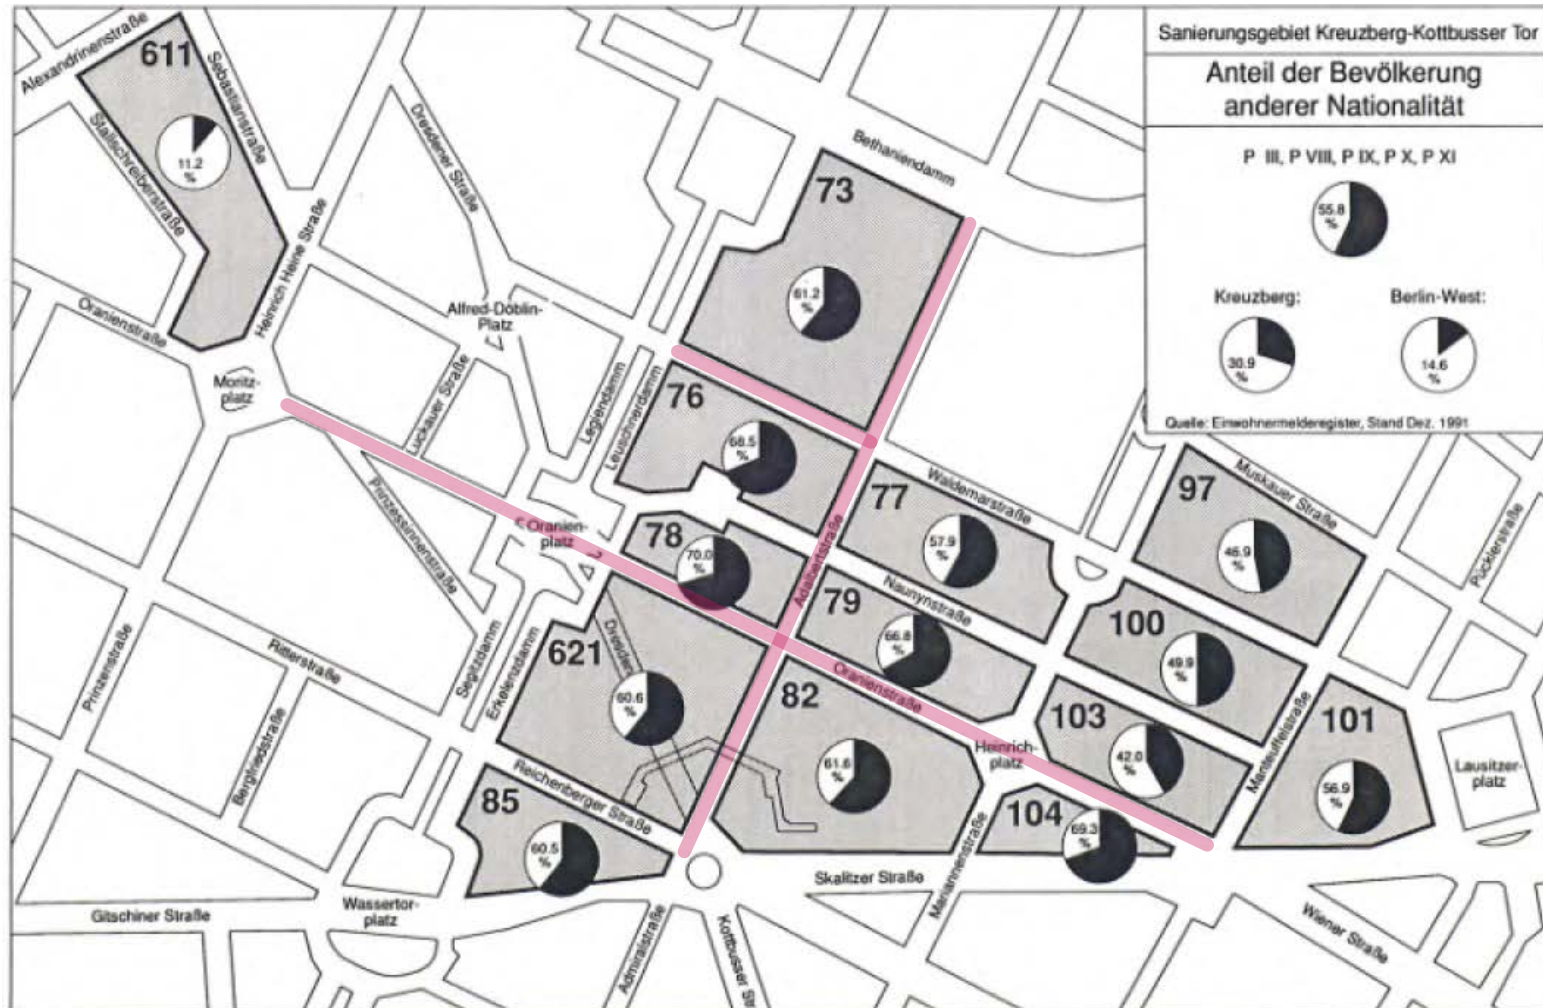 Sanierungsgebiet Kreuzberg-Kottbusser Tor
Anteil der Bevölkerung
anderer Nationalität
P III, P VIII, P IX, P X, P XI
55.8
%
Kreuzberg:
30.9
%
Berlin-West:
14.6
%
Quelle: Einwohnermelderegister, Stand Dez. 1991
Alexandrinenstraße
611
11.2
%
Sebastianstraße
Stallschreiberstraße
Heinrich Heine Straße
Oranienstraße
Moritz-
platz
Dresdener Straße
Alfred-Döblin-
Platz
Luckauer Straße
Legiendamm
Leuschnerdamm
Bethaniendamm
73
61.2
%
76
68.5
%
77
57.9
%
Waldemarstraße
97
46.9
%
Muskauer Straße
Pücklerstraße
Prinzessinnenstraße
Oranien-
platz
78
70.0
%
Adalbertstraße
79
66.8
%
Naunynstraße
100
49.9
%
Prinzenstraße
Ritterstraße
Bergfriedstraße
Segitzdamm
Erkelendamm
621
60.6
%
Dresden
82
61.6
%
Oranienstraße
Heinrich-
platz
103
42.0
%
Manteuffelstraße
101
56.9
%
Lausitzer-
platz
85
60.5
%
Reichenberger Straße
104
69.3
%
Mariannenstraße
Skalitzer Straße
Gitschiner Straße
Wassertor-
platz
Admiralstraße
Kottbusser Str
Wiener Straße